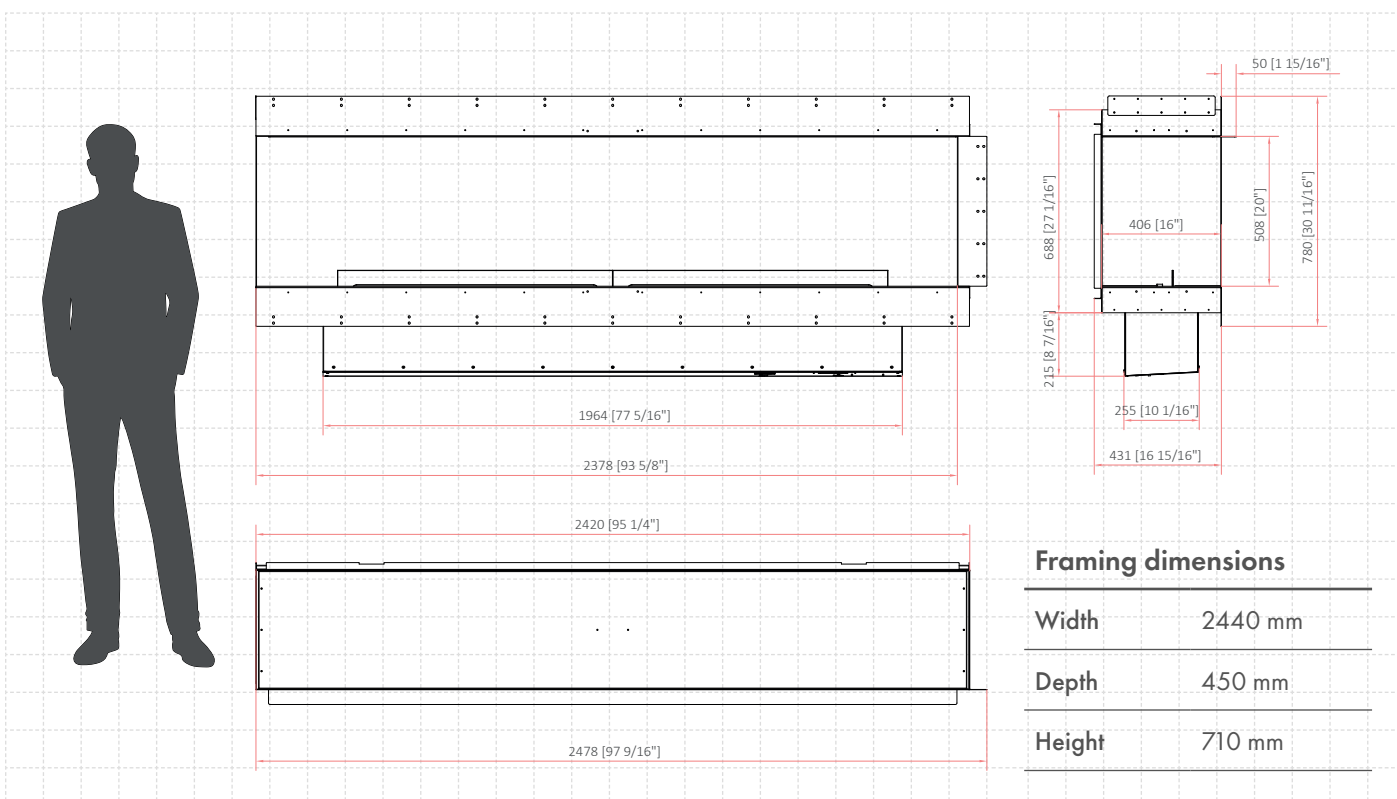 50 [1 15/16"]
688 [27 1/16"]
406 [16"]
508 [20"]
780 [30 11/16"]
215 [8 7/16"]
255 [10 1/16"]
431 [16 15/16"]
1964 [77 5/16"]
2378 [93 5/8"]
2420 [95 1/4"]
2478 [97 9/16"]
Framing dimensions
Width 2440 mm
Depth 450 mm
Height 710 mm